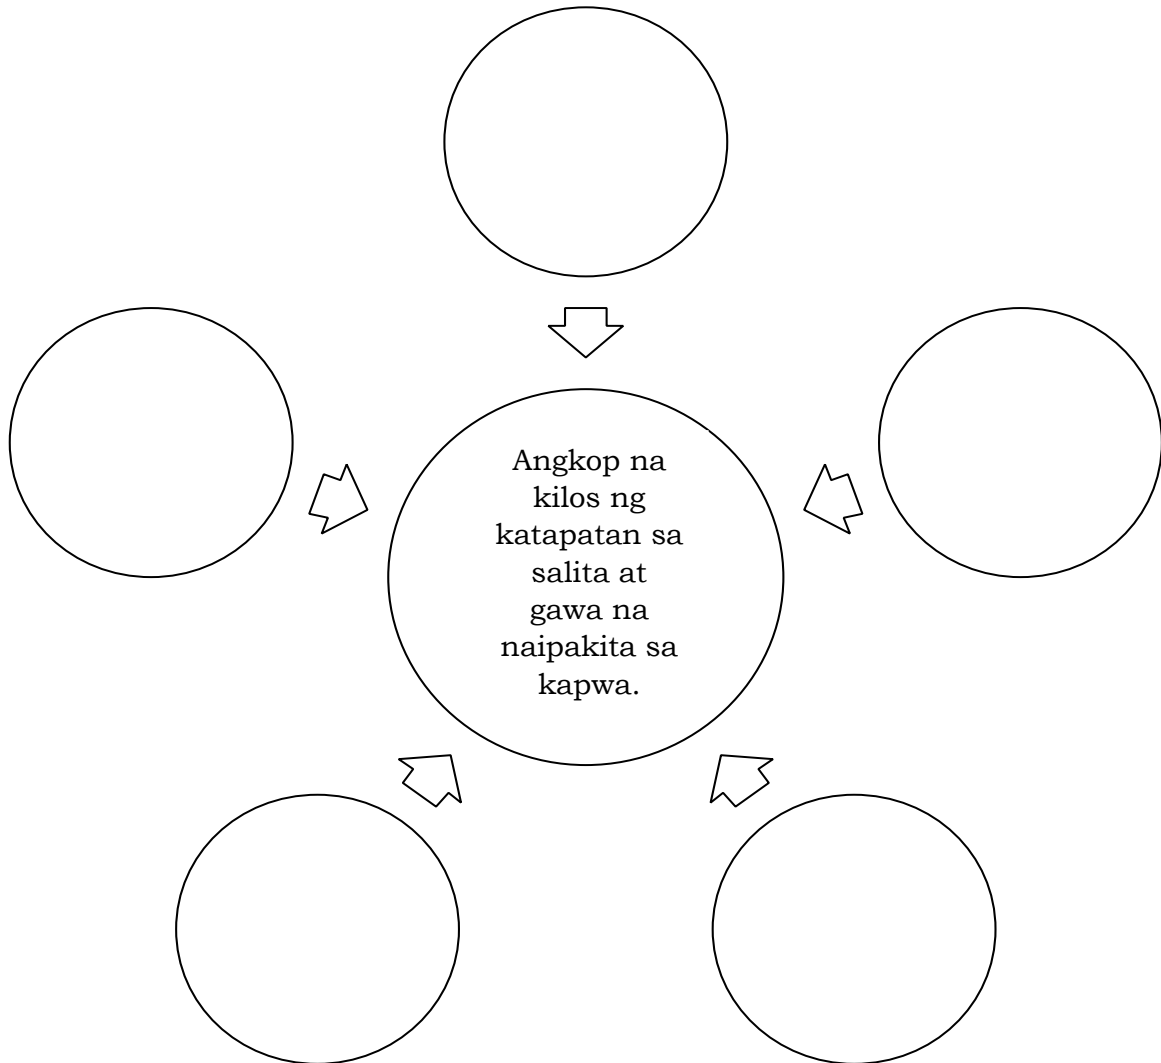 Angkop na
kilos ng
katapatan sa
salita at
gawa na
naipakita sa
kapwa.